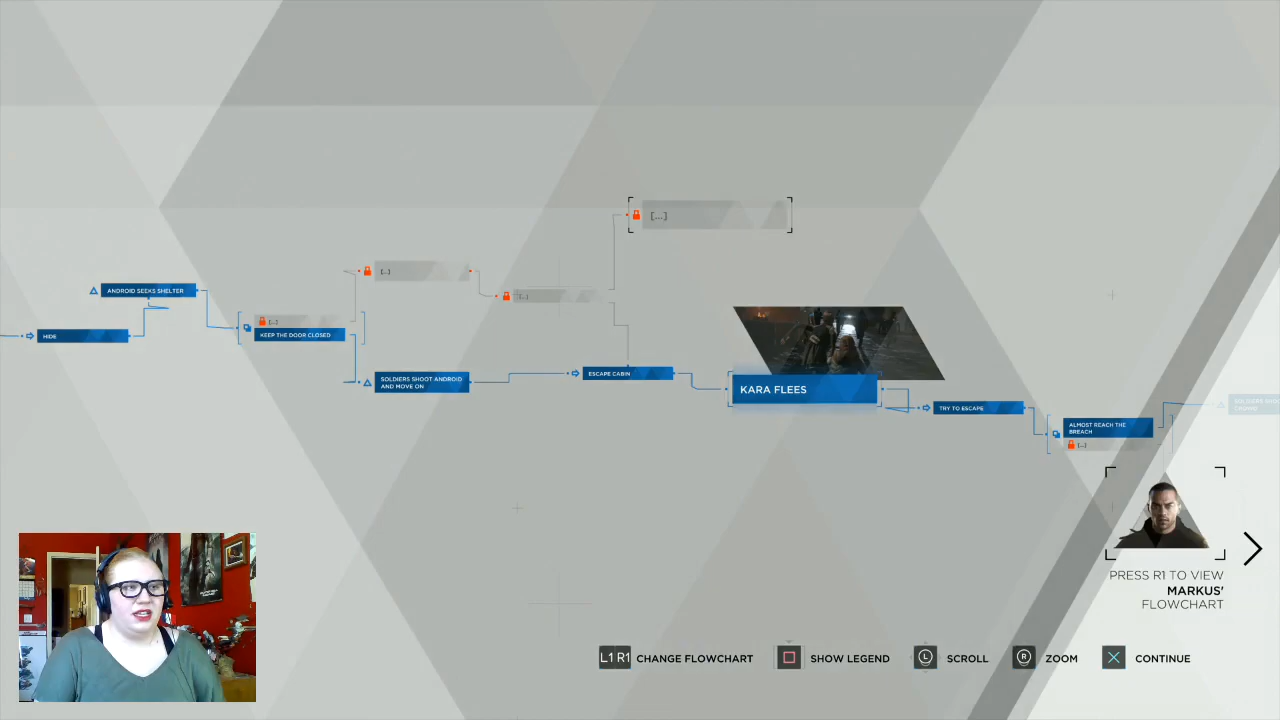 [...]
[...]
ANDROID SEEKS SHELTER
[...]
[...]
HIDE
KEEP THE DOOR CLOSED
ESCAPE CABIN
SOLDIERS SHOOT ANDROID
AND MOVE ON
KARA FLEES
TRY TO ESCAPE
ALMOST REACH THE
BREACH
[...]
PRESS R1 TO VIEW
MARKUS'
FLOWCHART
L1 R1 CHANGE FLOWCHART
SHOW LEGEND
L SCROLL
R ZOOM
CONTINUE